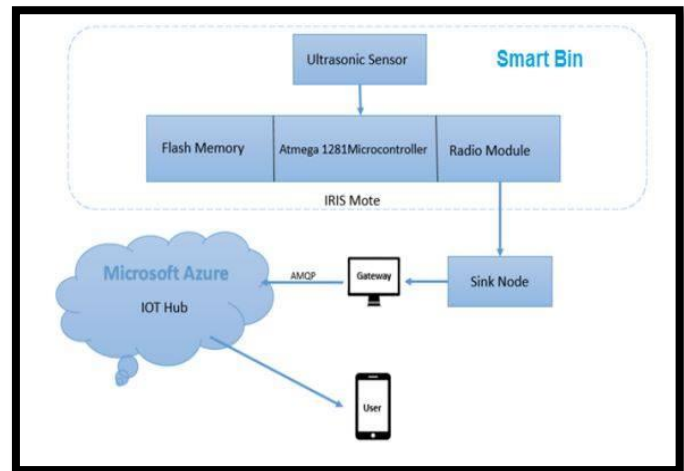 Smart Bin
Ultrasonic Sensor
Flash Memory
Atmega 1281Microcontroller
Radio Module
IRIS Mote
Microsoft Azure
IOT Hub
AMQP
Gateway
Sink Node
User